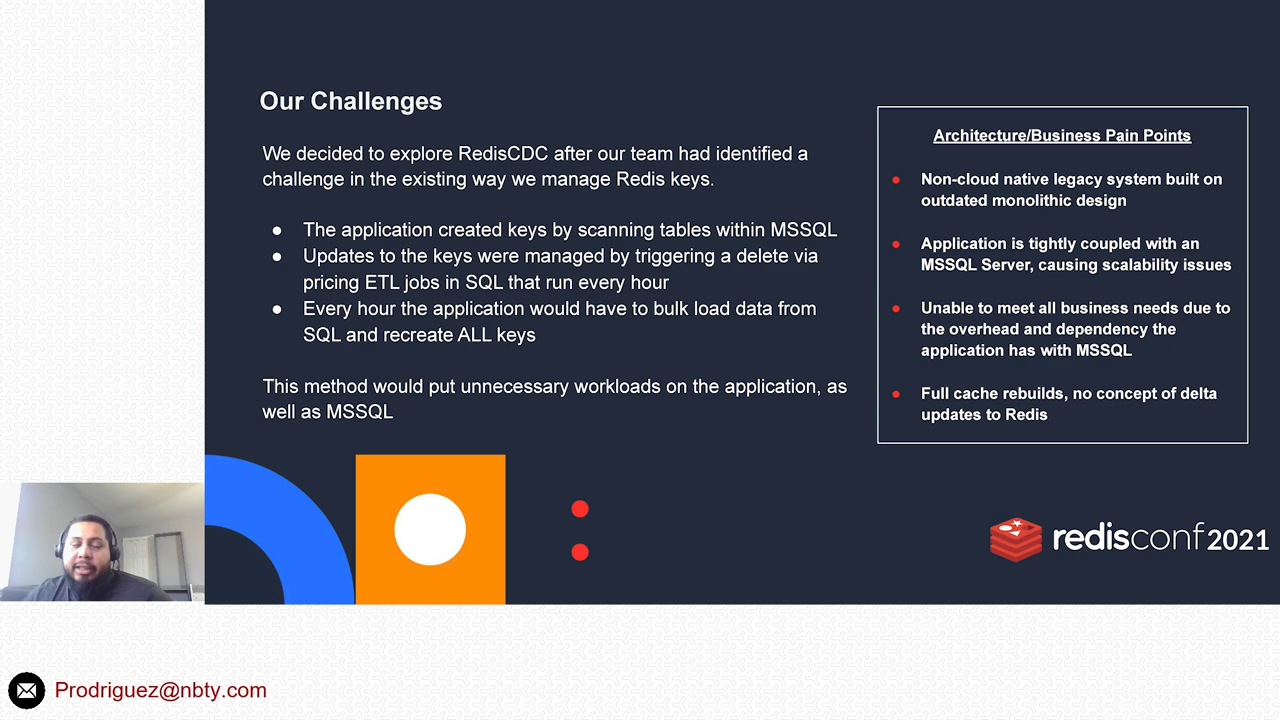 Our Challenges
We decided to explore RedisCDC after our team had identified a
challenge in the existing way we manage Redis keys.
● The application created keys by scanning tables within MSSQL
● Updates to the keys were managed by triggering a delete via
pricing ETL jobs in SQL that run every hour
● Every hour the application would have to bulk load data from
SQL and recreate ALL keys
This method would put unnecessary workloads on the application, as
well as MSSQL
Architecture/Business Pain Points
● Non-cloud native legacy system built on
outdated monolithic design
● Application is tightly coupled with an
MSSQL Server, causing scalability issues
● Unable to meet all business needs due to
the overhead and dependency the
application has with MSSQL
● Full cache rebuilds, no concept of delta
updates to Redis
redisconf 2021
Prodriguez@nbty.com